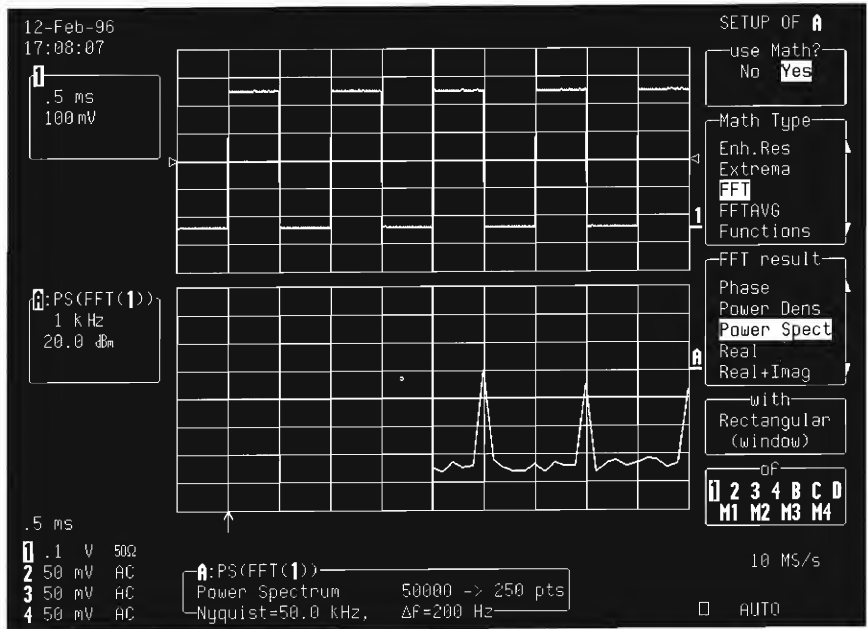 12-Feb-96
17:08:07
1
.5 ms
100 mV
1
A:PS(FFT(1))
1 kHz
20.0 dBm
A
.5 ms
1 .1 V 50Ω
2 50 mV AC
3 50 mV AC
4 50 mV AC
A:PS(FFT(1))
Power Spectrum 50000 -> 250 pts
Nyquist=50.0 kHz, Δf=200 Hz
SETUP OF A
use Math?
No Yes
Math Type
Enh.Res
Extrema
FFT
FFTAVG
Functions
FFT result
Phase
Power Dens
Power Spect
Real
Real+Imag
with
Rectangular
(window)
of
1 2 3 4 B C D
M1 M2 M3 M4
10 MS/s
AUTO